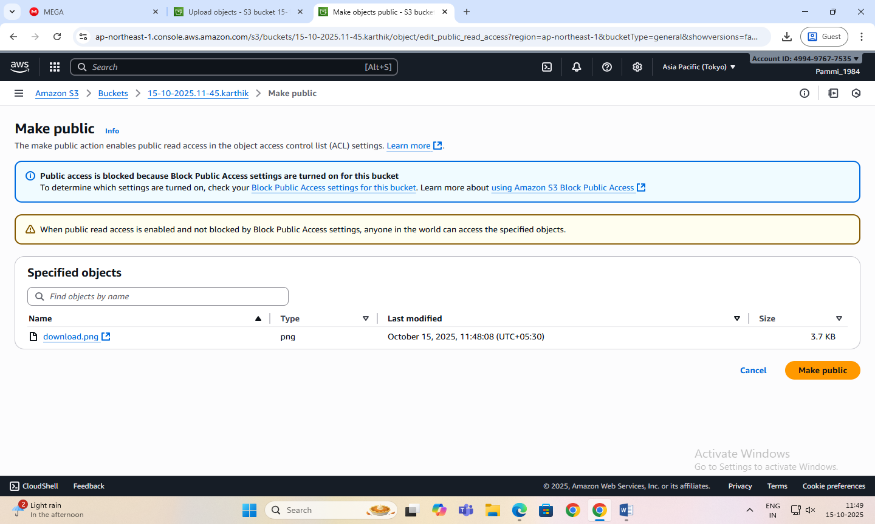 MEGA
Upload objects - S3 bucket 15-
Make objects public - S3 bucke
ap-northeast-1.console.aws.amazon.com/s3/buckets/15-10-2025.11-45.karthik/object/edit_public_read_access?region=ap-northeast-1&bucketType=general&showversions=fa...
Guest
aws
Search
[Alt+S]
Asia Pacific (Tokyo)
Account ID: 4994-9767-7535
Pammi_1984
Amazon S3
Buckets
15-10-2025.11-45.karthik
Make public
Make public
Info
The make public action enables public read access in the object access control list (ACL) settings. Learn more
Public access is blocked because Block Public Access settings are turned on for this bucket
To determine which settings are turned on, check your Block Public Access settings for this bucket. Learn more about using Amazon S3 Block Public Access
When public read access is enabled and not blocked by Block Public Access settings, anyone in the world can access the specified objects.
Specified objects
Find objects by name
Name
Type
Last modified
Size
download.png
png
October 15, 2025, 11:48:08 (UTC+05:30)
3.7 KB
Cancel
Make public
Activate Windows
Go to Settings to activate Windows.
CloudShell
Feedback
© 2025, Amazon Web Services, Inc. or its affiliates.
Privacy
Terms
Cookie preferences
2
Light rain
In the afternoon
Search
ENG
IN
11:49
15-10-2025